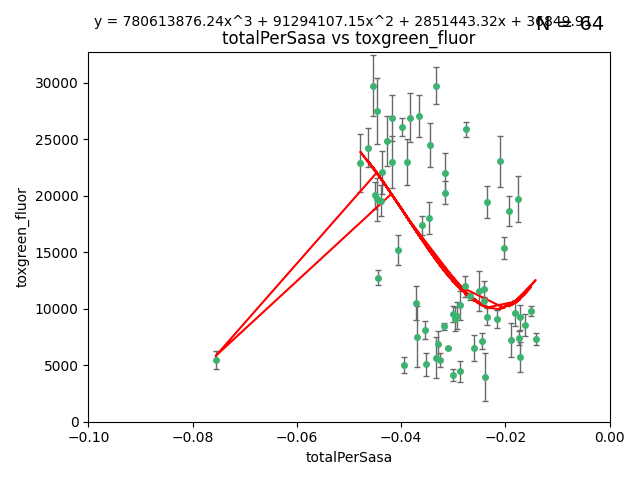 y = 780613876.24x^3 + 91294107.15x^2 + 2851443.32x + 36849.91
N = 64
totalPerSasa vs toxgreen_fluor
30000
25000
20000
15000
10000
5000
0
toxgreen_fluor
−0.10 −0.08 −0.06 −0.04 −0.02 0.00
totalPerSasa